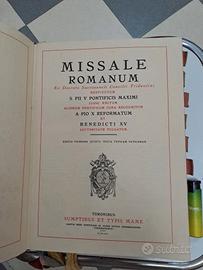 MISSALE
ROMANUM
Ex Decreto Sacrosancti Concilii Tridentini
RESTITUTUM
S. PII V PONTIFICIS MAXIMI
JUSSU EDITUM
ALIORUM PONTIFICUM CURA RECOGNITUM
A PIO X REFORMATUM
ET
BENEDICTI XV
AUCTORITATE VULGATUM
TURONIBUS
SUMPTIBUS ET TYPIS MAME
subito